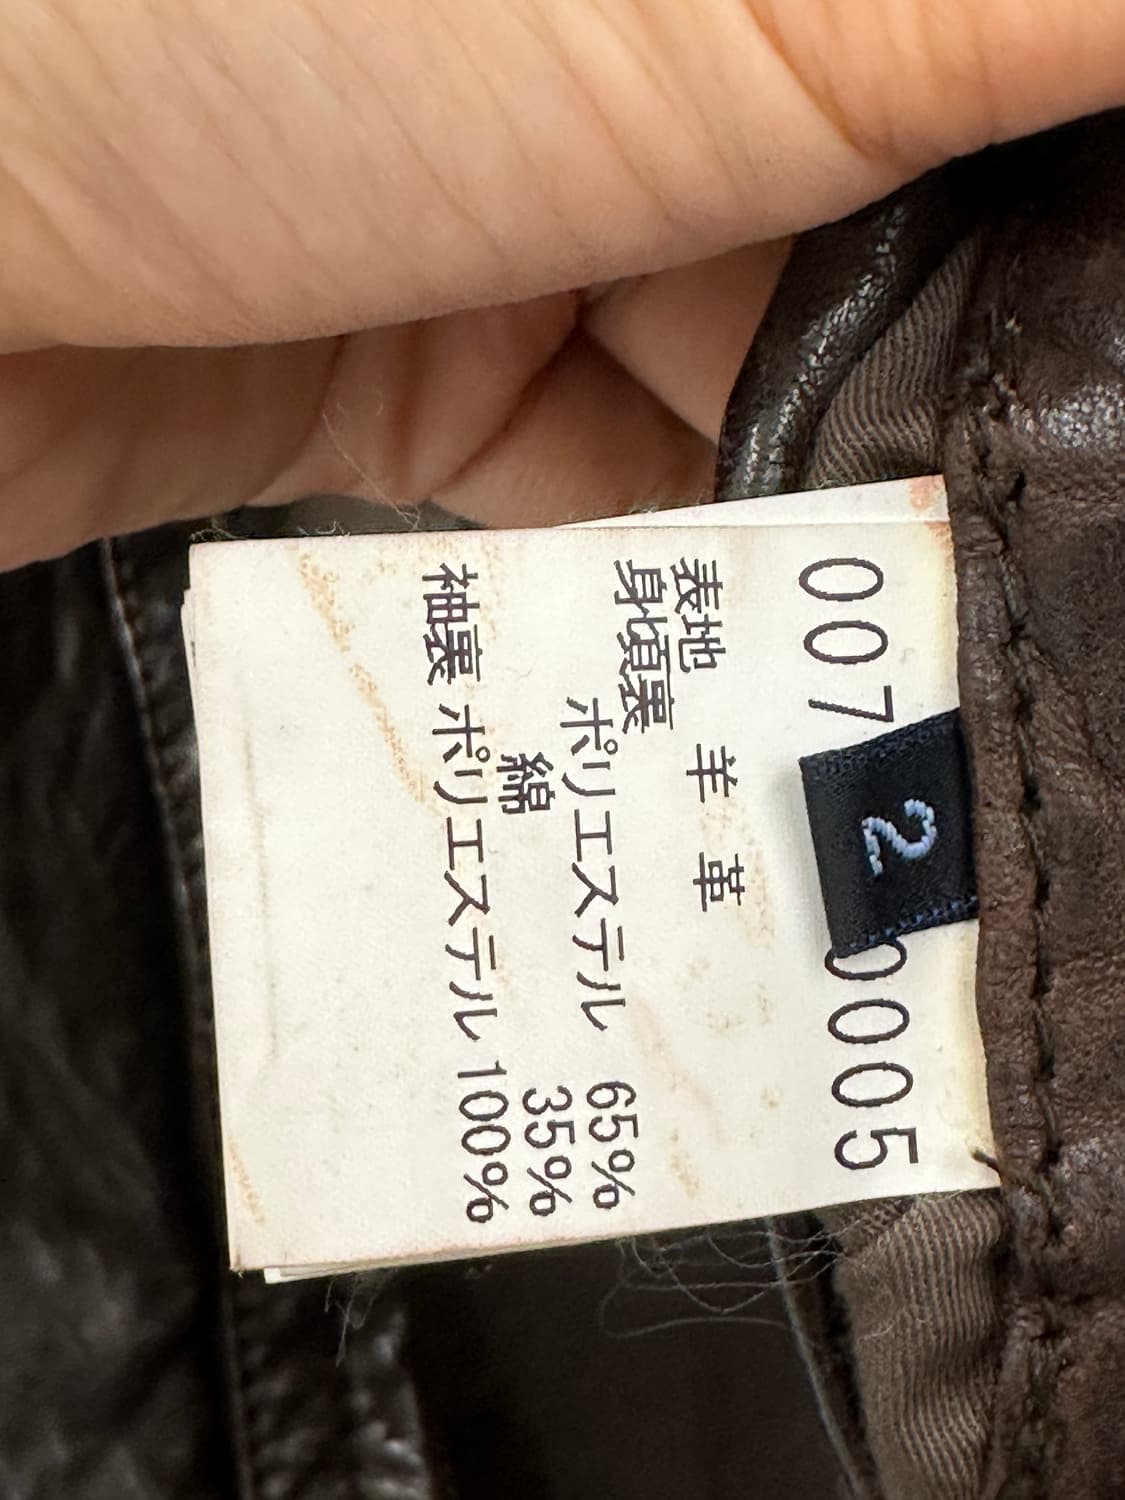 007 0005
2
表地 羊 革
身頃裏
ポリエステル 65%
綿 35%
袖裏 ポリエステル 100%